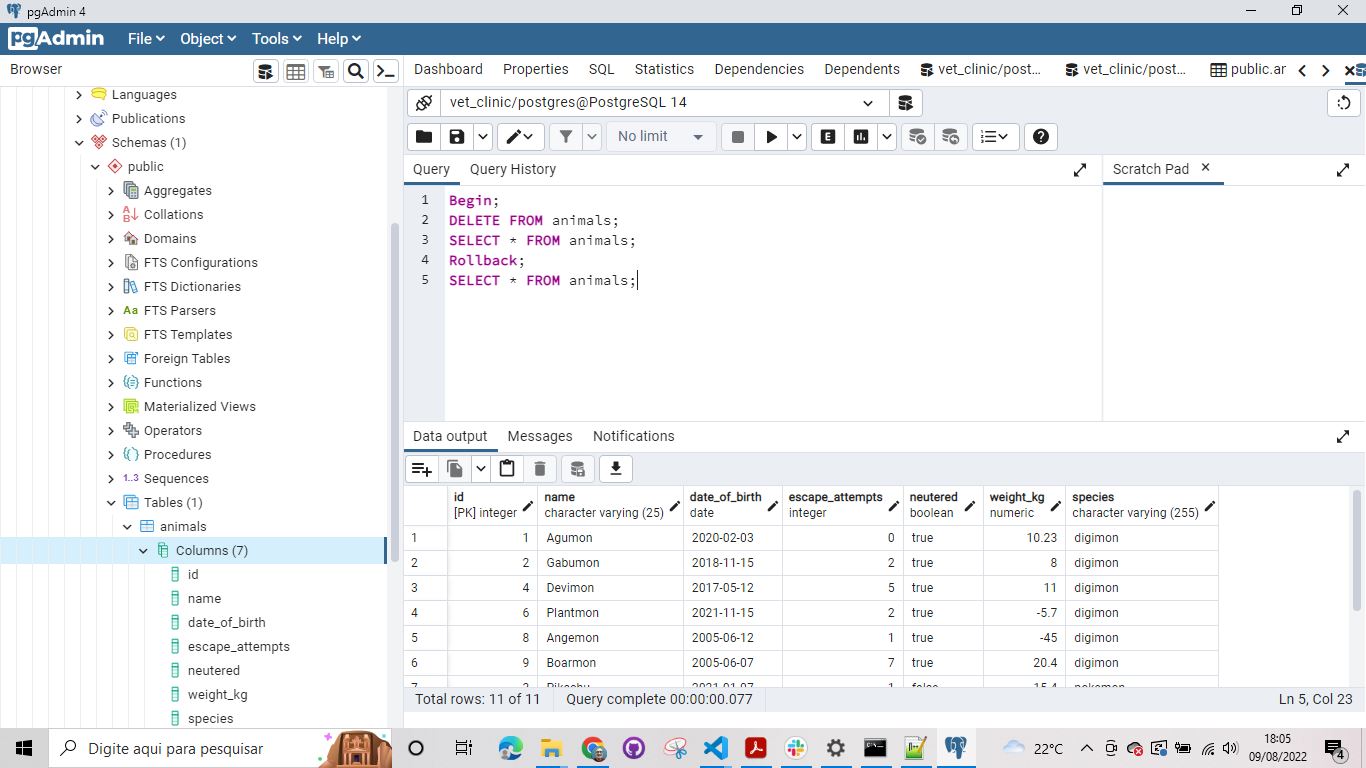 pgAdmin 4
pgAdmin File Object Tools Help
Browser
Dashboard Properties SQL Statistics Dependencies Dependents vet_clinic/post... vet_clinic/post... public.ar
Languages
Publications
Schemas (1)
public
Aggregates
Collations
Domains
FTS Configurations
FTS Dictionaries
Aa FTS Parsers
FTS Templates
Foreign Tables
Functions
Materialized Views
Operators
Procedures
1..3 Sequences
Tables (1)
animals
Columns (7)
id
name
date_of_birth
escape_attempts
neutered
weight_kg
species
vet_clinic/postgres@PostgreSQL 14
No limit E
Query Query History Scratch Pad
1 Begin;
2 DELETE FROM animals;
3 SELECT * FROM animals;
4 Rollback;
5 SELECT * FROM animals;
Data output Messages Notifications
id name date_of_birth escape_attempts neutered weight_kg species
[PK] integer character varying (25) date integer boolean numeric character varying (255)
1 1 Agumon 2020-02-03 0 true 10.23 digimon
2 2 Gabumon 2018-11-15 2 true 8 digimon
3 4 Devimon 2017-05-12 5 true 11 digimon
4 6 Plantmon 2021-11-15 2 true -5.7 digimon
5 8 Angemon 2005-06-12 1 true -45 digimon
6 9 Boarmon 2005-06-07 7 true 20.4 digimon
Total rows: 11 of 11 Query complete 00:00:00.077 Ln 5, Col 23
Digite aqui para pesquisar 22°C 18:05
09/08/2022 4